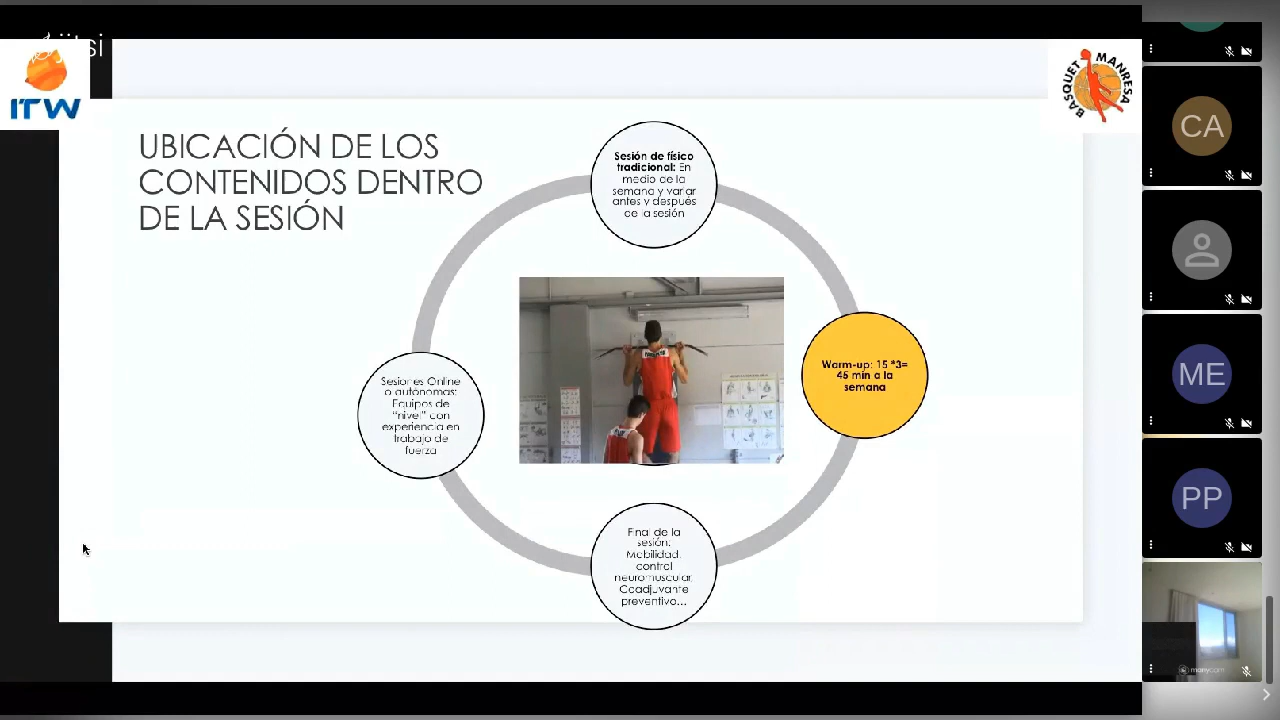 jitsi
ITW
BÀSQUET MANRESA
UBICACIÓN DE LOS
CONTENIDOS DENTRO
DE LA SESIÓN
Sesión de físico
tradicional: En
medio de la
semana y variar
antes y después
de la sesión
Warm-up: 15 *3=
45 min a la
semana
Sesiones Online
o autónomas:
Equipos de
“nivel” con
experiencia en
trabajo de
fuerza
Final de la
sesión:
Mobilidad,
control
neuromuscular,
Coadjuvante
preventivo...
CA
ME
PP
manycam